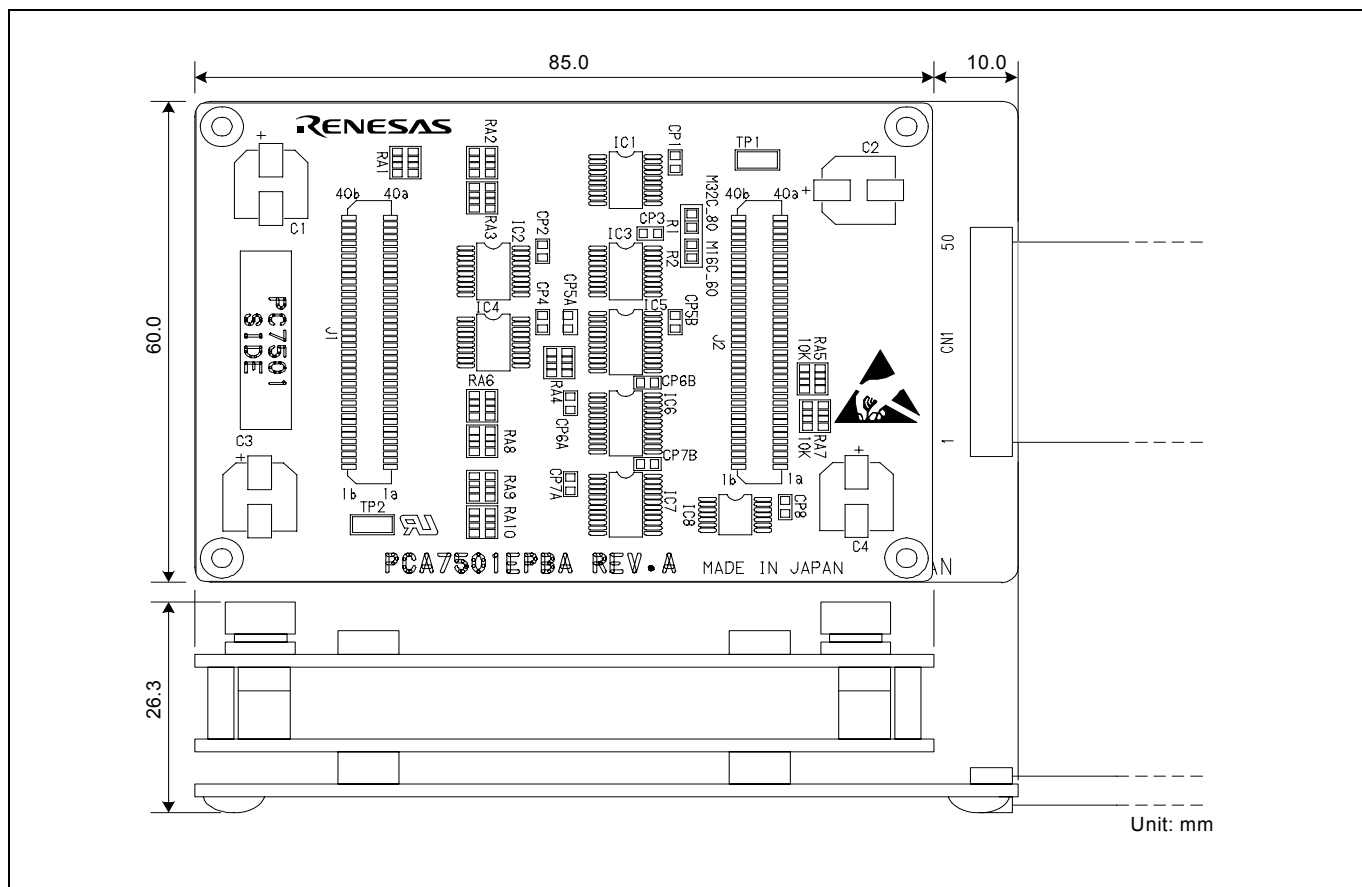 85.0
10.0
60.0
26.3
RENESAS
RA1
RA2
RA3
IC1
CP1
TP1
C2
+
+
C1
40b 40a
40b 40a
IC2
CP2
IC3
CP3
R1
R2
M32C_80
M16C_60
PC7501
SIDE
J1
IC4
CP4
CP5A
IC5
CP5B
J2
RA5
10K
50
CN1
1
RA6
RA4
CP6B
IC6
CP6A
RA7
10K
RA8
C3
+
CP7B
+
1b 1a
1b 1a
RA9
CP7A
IC7
IC8
CP8
TP2
RU
RA10
C4
PCA7501EPBA REV.A
MADE IN JAPAN
AN
Unit: mm